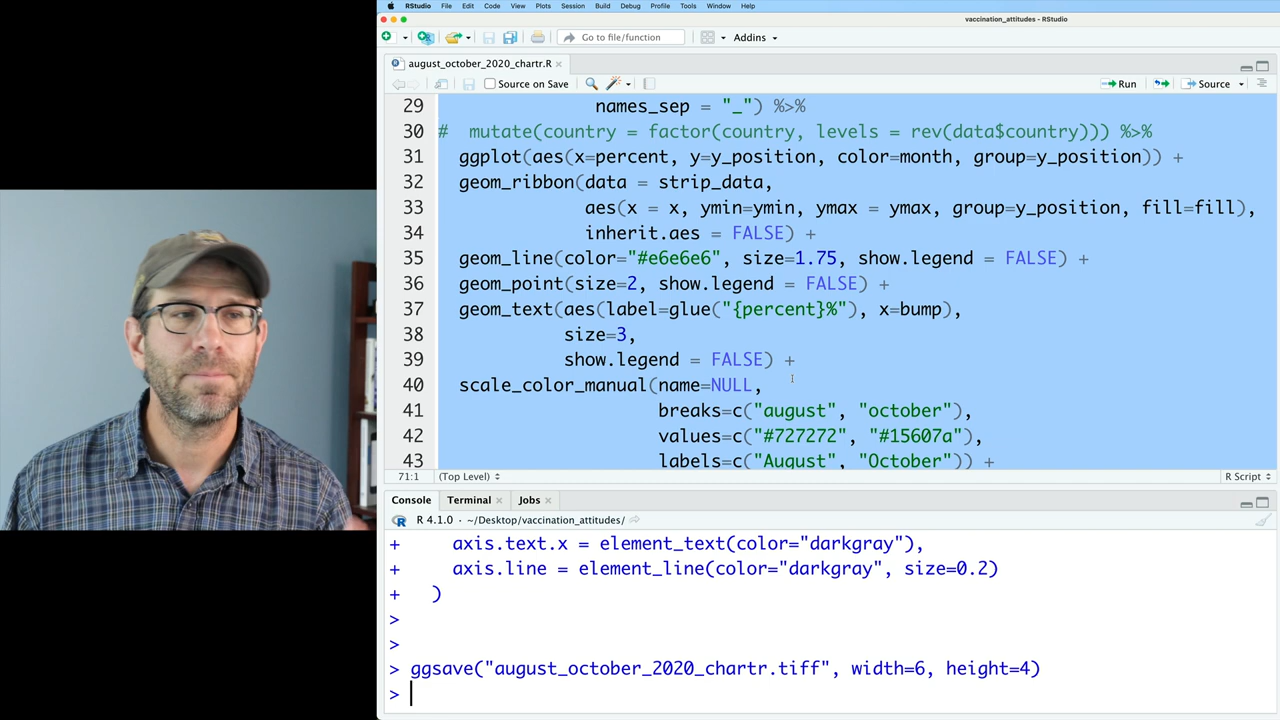 RStudio File Edit Code View Plots Session Build Debug Profile Tools Window Help
vaccination_attitudes - RStudio
Go to file/function Addins
august_october_2020_chartr.R
Source on Save Run Source
29 names_sep = "_") %>%
30 #  mutate(country = factor(country, levels = rev(data$country))) %>%
31 ggplot(aes(x=percent, y=y_position, color=month, group=y_position)) +
32 geom_ribbon(data = strip_data,
33 aes(x = x, ymin=ymin, ymax = ymax, group=y_position, fill=fill),
34 inherit.aes = FALSE) +
35 geom_line(color="#e6e6e6", size=1.75, show.legend = FALSE) +
36 geom_point(size=2, show.legend = FALSE) +
37 geom_text(aes(label=glue("{percent}%"), x=bump),
38 size=3,
39 show.legend = FALSE) +
40 scale_color_manual(name=NULL,
41 breaks=c("august", "october"),
42 values=c("#727272", "#15607a"),
43 labels=c("August", "October")) +
71:1 (Top Level) R Script
Console Terminal Jobs
R 4.1.0 · ~/Desktop/vaccination_attitudes/
+ axis.text.x = element_text(color="darkgray"),
+ axis.line = element_line(color="darkgray", size=0.2)
+ )
>
>
> ggsave("august_october_2020_chartr.tiff", width=6, height=4)
>